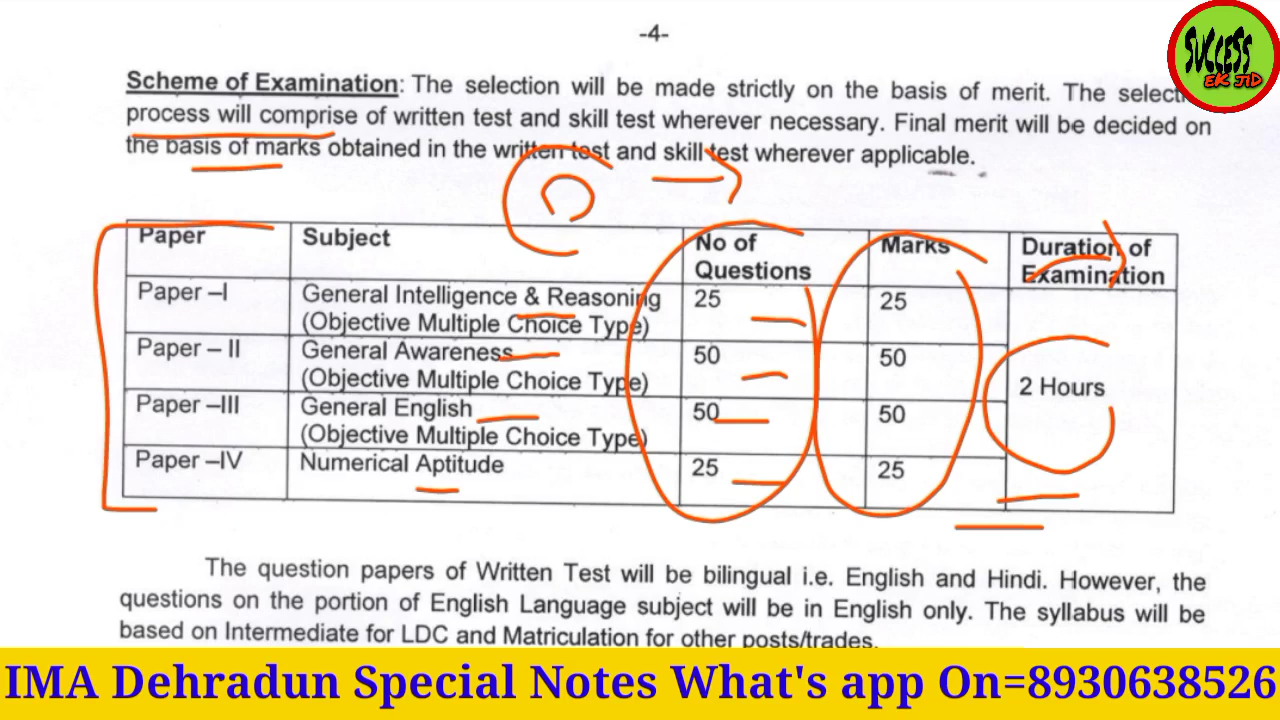 -4-
SUCCESS
EK JID
Scheme of Examination: The selection will be made strictly on the basis of merit. The selecti
process will comprise of written test and skill test wherever necessary. Final merit will be decided on
the basis of marks obtained in the written test and skill test wherever applicable.
Paper Subject No of Questions Marks Duration of Examination
Paper –I General Intelligence & Reasoning 25 25
(Objective Multiple Choice Type)
Paper – II General Awareness 50 50
(Objective Multiple Choice Type) 2 Hours
Paper –III General English 50 50
(Objective Multiple Choice Type)
Paper –IV Numerical Aptitude 25 25
The question papers of Written Test will be bilingual i.e. English and Hindi. However, the
questions on the portion of English Language subject will be in English only. The syllabus will be
based on Intermediate for LDC and Matriculation for other posts/trades.
IMA Dehradun Special Notes What's app On=8930638526